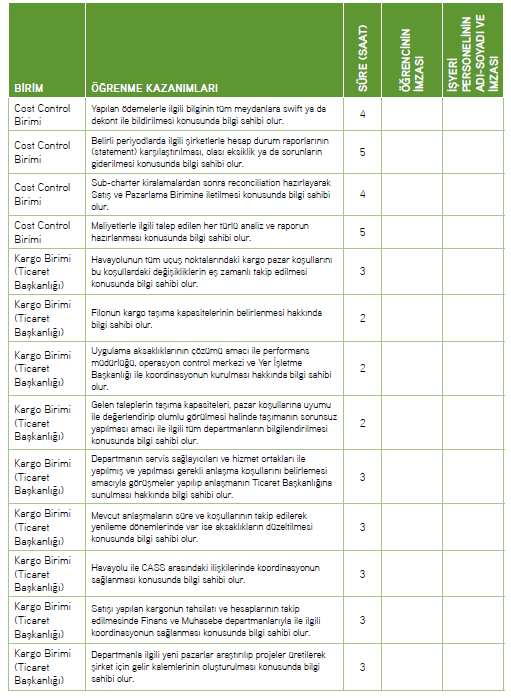 BİRİM
ÖĞRENME KAZANIMLARI
SÜRE (SAAT)
ÖĞRENCİNİN
İMZASI
İŞYERİ
PERSONELİNİN
ADI-SOYADI VE
İMZASI
Cost Control
Birimi
Yapılan ödemelerle ilgili bilginin tüm meydanlara swift ya da
dekont ile bildirilmesi konusunda bilgi sahibi olur.
4
Cost Control
Birimi
Belirli periyodlarda ilgili şirketlerle hesap durum raporlarının
(statement) karşılaştırılması, olası eksiklik ya da sorunların
giderilmesi konusunda bilgi sahibi olur.
5
Cost Control
Birimi
Sub-charter kiralamalardan sonra reconciliation hazırlayarak
Satış ve Pazarlama Birimine iletilmesi konusunda bilgi sahibi
olur.
4
Cost Control
Birimi
Maliyetlerle ilgili talep edilen her türlü analiz ve raporun
hazırlanması konusunda bilgi sahibi olur.
5
Kargo Birimi
(Ticaret
Başkanlığı)
Havayolunun tüm uçuş noktalarındaki kargo pazar koşullarını
bu koşullardaki değişikliklerin eş zamanlı takip edilmesi
konusunda bilgi sahibi olur.
3
Kargo Birimi
(Ticaret
Başkanlığı)
Filonun kargo taşıma kapasitelerinin belirlenmesi hakkında
bilgi sahibi olur.
2
Kargo Birimi
(Ticaret
Başkanlığı)
Uygulama aksaklıklarının çözümü amacı ile performans
müdürlüğü, operasyon control merkezi ve Yer İşletme
Başkanlığı ile koordinasyonun kurulması hakkında bilgi sahibi
olur.
2
Kargo Birimi
(Ticaret
Başkanlığı)
Gelen taleplerin taşıma kapasiteleri, pazar koşullarına uyumu
ile değerlendirip olumlu görülmesi halinde taşımanın sorunsuz
yapılması amacı ile ilgili tüm departmanların bilgilendirilmesi
konusunda bilgi sahibi olur.
2
Kargo Birimi
(Ticaret
Başkanlığı)
Departmanın servis sağlayıcıları ve hizmet ortakları ile
yapılmış ve yapılması gerekli anlaşma koşullarını belirlemesi
amacıyla görüşmeler yapılıp anlaşmanın Ticaret Başkanlığına
sunulması hakkında bilgi sahibi olur.
3
Kargo Birimi
(Ticaret
Başkanlığı)
Mevcut anlaşmaların süre ve koşullarının takip edilerek
yenileme dönemlerinde var ise aksaklıkların düzeltilmesi
konusunda bilgi sahibi olur.
3
Kargo Birimi
(Ticaret
Başkanlığı)
Havayolu ile CASS arasındaki ilişkilerinde koordinasyonun
sağlanması konusunda bilgi sahibi olur.
3
Kargo Birimi
(Ticaret
Başkanlığı)
Satışı yapılan kargonun tahsilatı ve hesaplarının takip
edilmesinde Finans ve Muhasebe departmanlarıyla ile ilgili
koordinasyonun sağlanması konusunda bilgi sahibi olur.
3
Kargo Birimi
(Ticaret
Başkanlığı)
Departmanla ilgili yeni pazarlar araştırılıp projeler üretilerek
şirket için gelir kalemlerinin oluşturulması konusunda bilgi
sahibi olur.
3